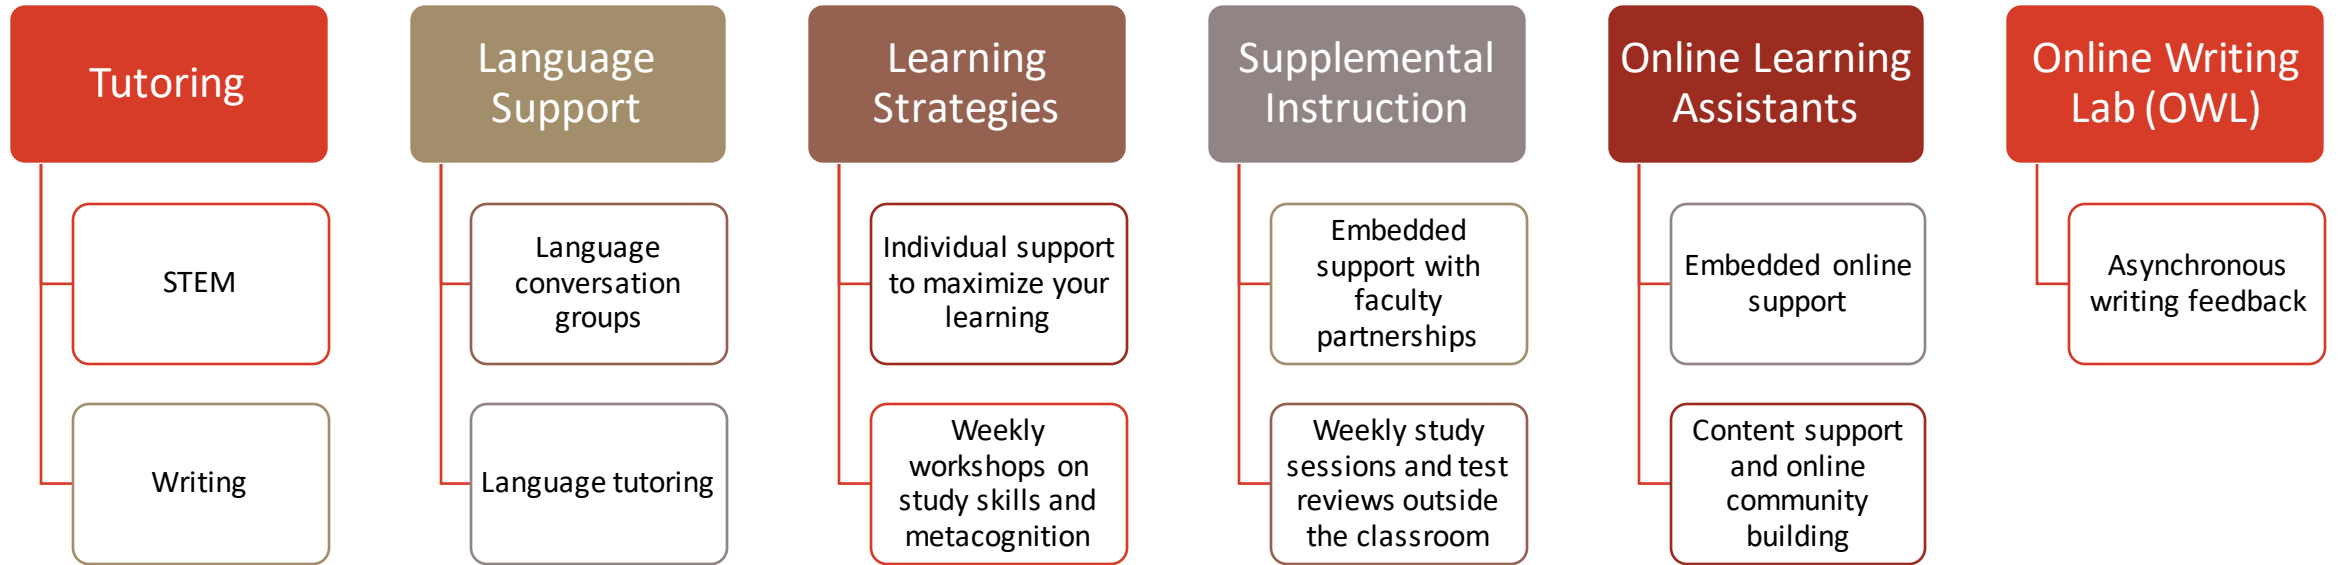 Tutoring
STEM
Writing
Language
Support
Language
conversation
groups
Language tutoring
Learning
Strategies
Individual support
to maximize your
learning
Weekly
workshops on
study skills and
metacognition
Supplemental
Instruction
Embedded
support with
faculty
partnerships
Weekly study
sessions and test
reviews outside
the classroom
Online Learning
Assistants
Embedded online
support
Content support
and online
community
building
Online Writing
Lab (OWL)
Asynchronous
writing feedback